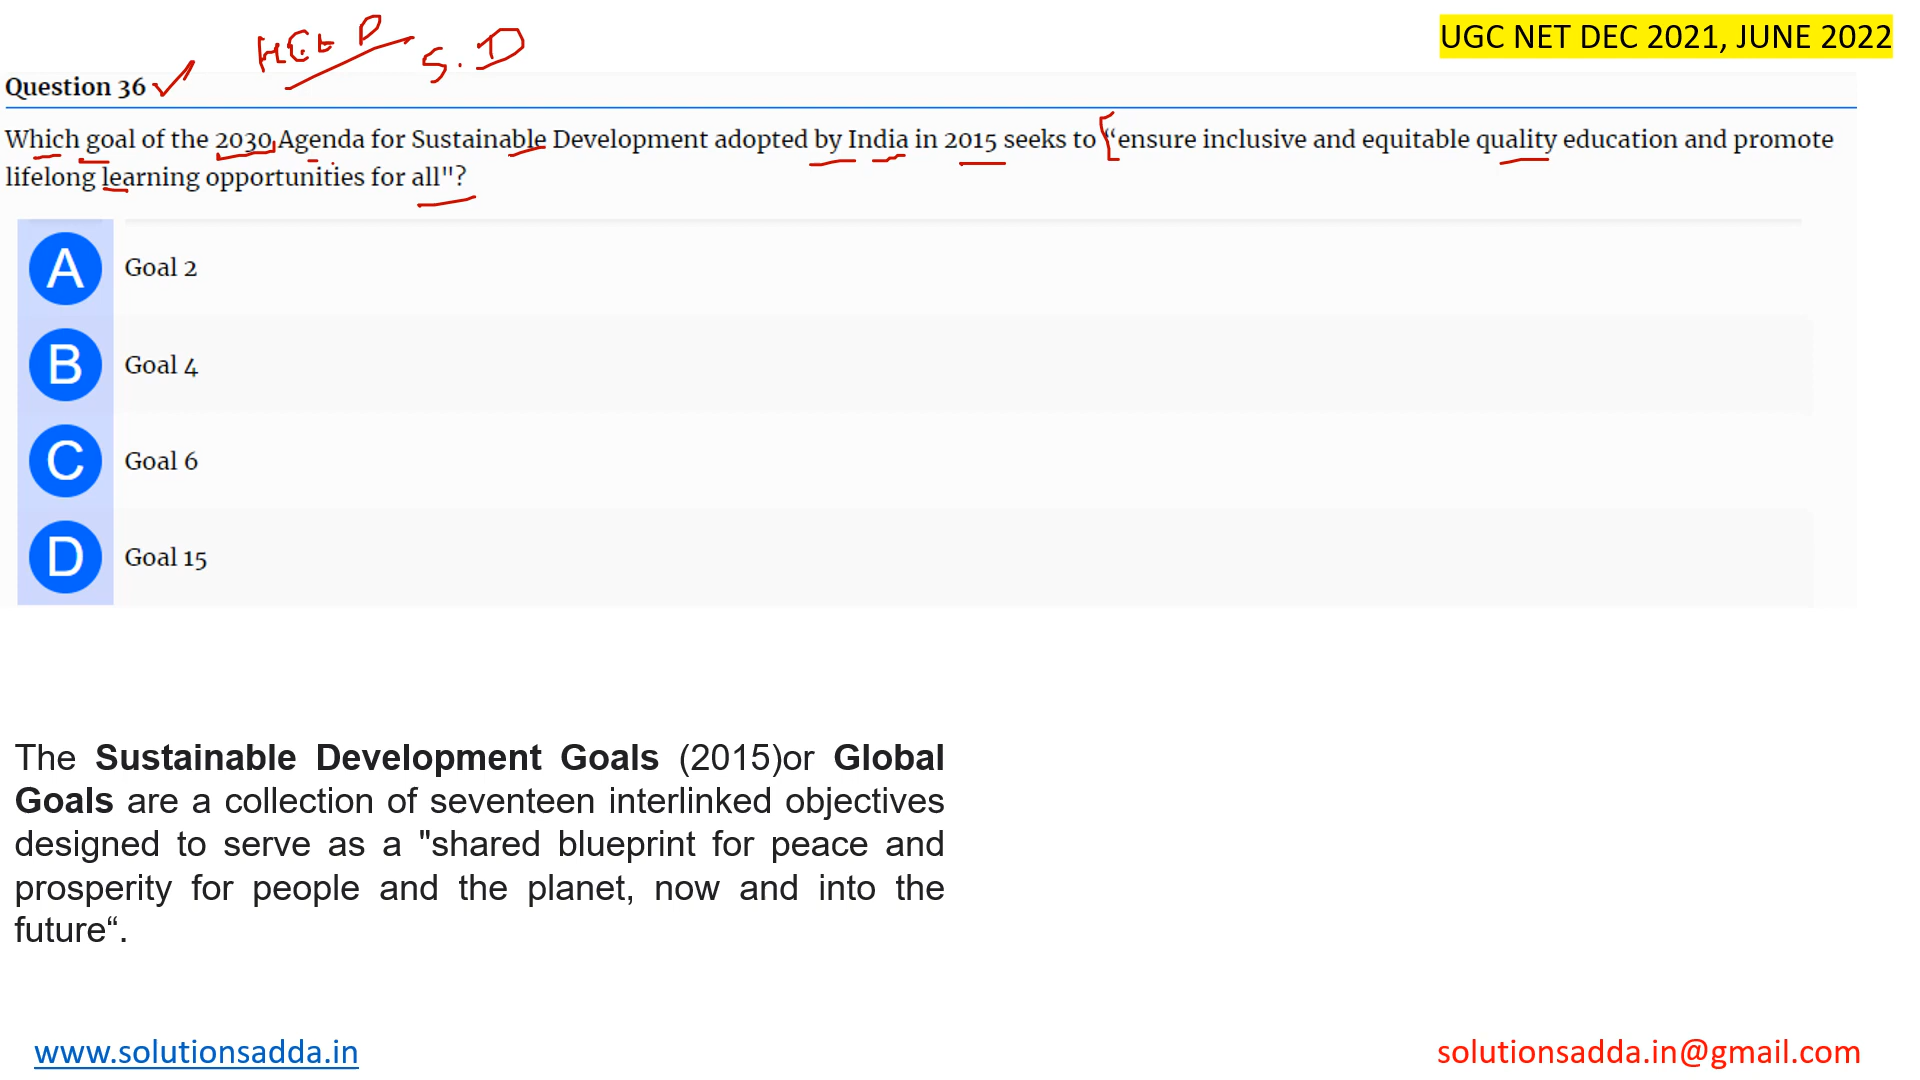 HELP S.D
UGC NET DEC 2021, JUNE 2022
Question 36
Which goal of the 2030 Agenda for Sustainable Development adopted by India in 2015 seeks to “ensure inclusive and equitable quality education and promote
lifelong learning opportunities for all"?
A Goal 2
B Goal 4
C Goal 6
D Goal 15
The Sustainable Development Goals (2015)or Global
Goals are a collection of seventeen interlinked objectives
designed to serve as a "shared blueprint for peace and
prosperity for people and the planet, now and into the
future“.
www.solutionsadda.in
solutionsadda.in@gmail.com